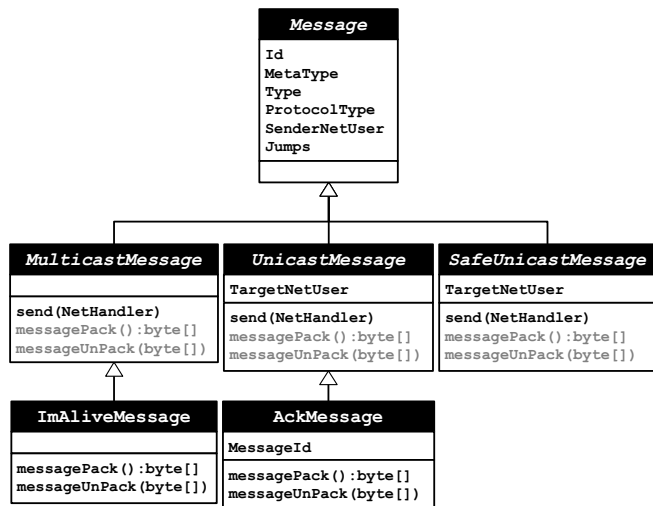 Message
Id
MetaType
Type
ProtocolType
SenderNetUser
Jumps
MulticastMessage
send(NetHandler)
messagePack():byte[]
messageUnPack(byte[])
UnicastMessage
TargetNetUser
send(NetHandler)
messagePack():byte[]
messageUnPack(byte[])
SafeUnicastMessage
TargetNetUser
send(NetHandler)
messagePack():byte[]
messageUnPack(byte[])
ImAliveMessage
messagePack():byte[]
messageUnPack(byte[])
AckMessage
MessageId
messagePack():byte[]
messageUnPack(byte[])